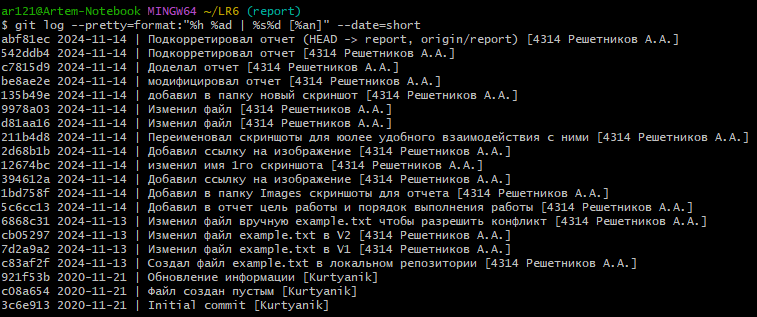 ar121@Artem-Notebook MINGW64 ~/LR6 (report)
$ git log --pretty=format:"%h %ad | %s%d [%an]" --date=short
abf81ec 2024-11-14 | Подкорретировал отчет (HEAD -> report, origin/report) [4314 Решетников А.А.]
542ddb4 2024-11-14 | Подкорретировал отчет [4314 Решетников А.А.]
c7815d9 2024-11-14 | Доделал отчет [4314 Решетников А.А.]
be8ae2e 2024-11-14 | модифицировал отчет [4314 Решетников А.А.]
135b49e 2024-11-14 | добавил в папку новый скриншот [4314 Решетников А.А.]
9978a03 2024-11-14 | Изменил файл [4314 Решетников А.А.]
d81aa16 2024-11-14 | Изменил файл [4314 Решетников А.А.]
211b4d8 2024-11-14 | Переименовал скринщоты для юолее удобного взаимодействия с ними [4314 Решетников А.А.]
2d68b1b 2024-11-14 | Добавил ссылку на изображение [4314 Решетников А.А.]
12674bc 2024-11-14 | изменил имя 1го скриншота [4314 Решетников А.А.]
394612a 2024-11-14 | Добавил ссылку на изображение [4314 Решетников А.А.]
1bd758f 2024-11-14 | Добавил в папку Images скриншоты для отчета [4314 Решетников А.А.]
5c6cc13 2024-11-14 | Добавил в отчет цель работы и порядок выполнения работы [4314 Решетников А.А.]
6868c31 2024-11-13 | Изменил файл вручную example.txt чтобы разрешить конфликт [4314 Решетников А.А.]
cb05297 2024-11-13 | Изменил файл example.txt в V2 [4314 Решетников А.А.]
7d2a9a2 2024-11-13 | Изменил файл example.txt в V1 [4314 Решетников А.А.]
c83af2f 2024-11-13 | Создал файл example.txt в локальном репозитории [4314 Решетников А.А.]
921f53b 2020-11-21 | Обновление информации [Kurtyanik]
c08a654 2020-11-21 | Файл создан пустым [Kurtyanik]
3c6e913 2020-11-21 | Initial commit [Kurtyanik]